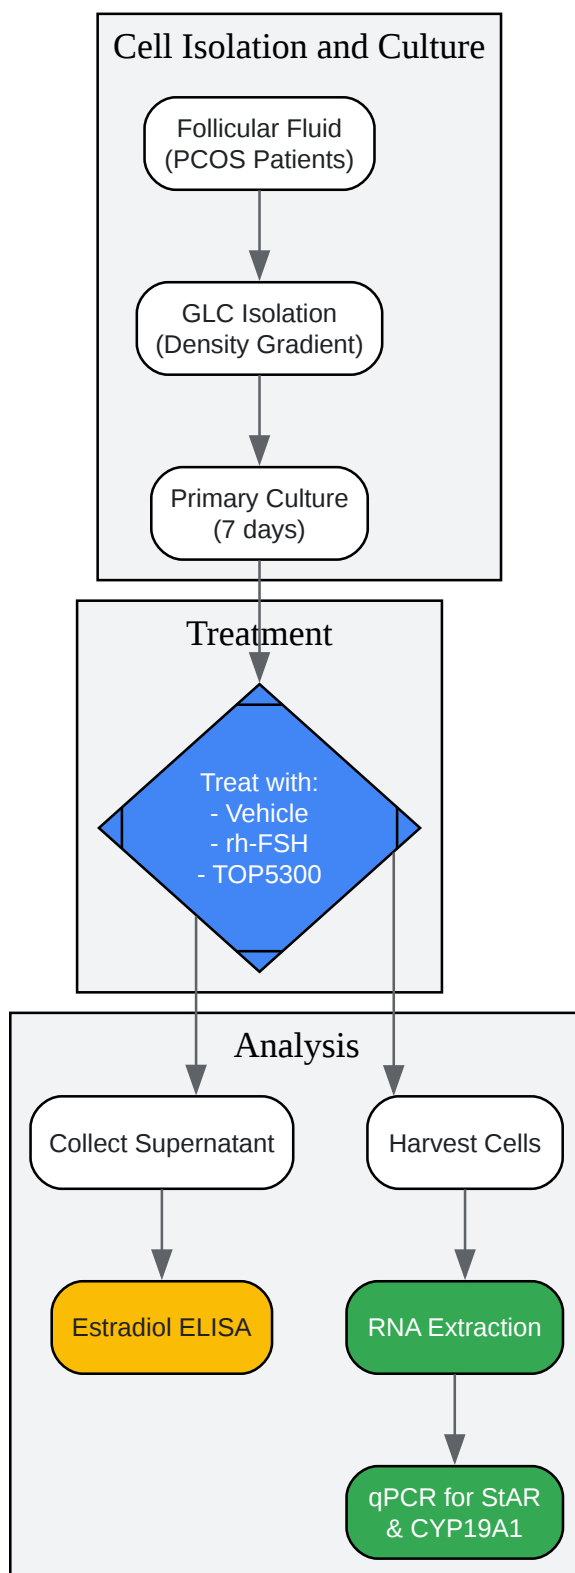 Cell Isolation and Culture
Follicular Fluid
(PCOS Patients)
GLC Isolation
(Density Gradient)
Primary Culture
(7 days)
Treatment
Treat with:
- Vehicle
- rh-FSH
- TOP5300
Analysis
Collect Supernatant
Harvest Cells
Estradiol ELISA
RNA Extraction
qPCR for StAR
& CYP19A1